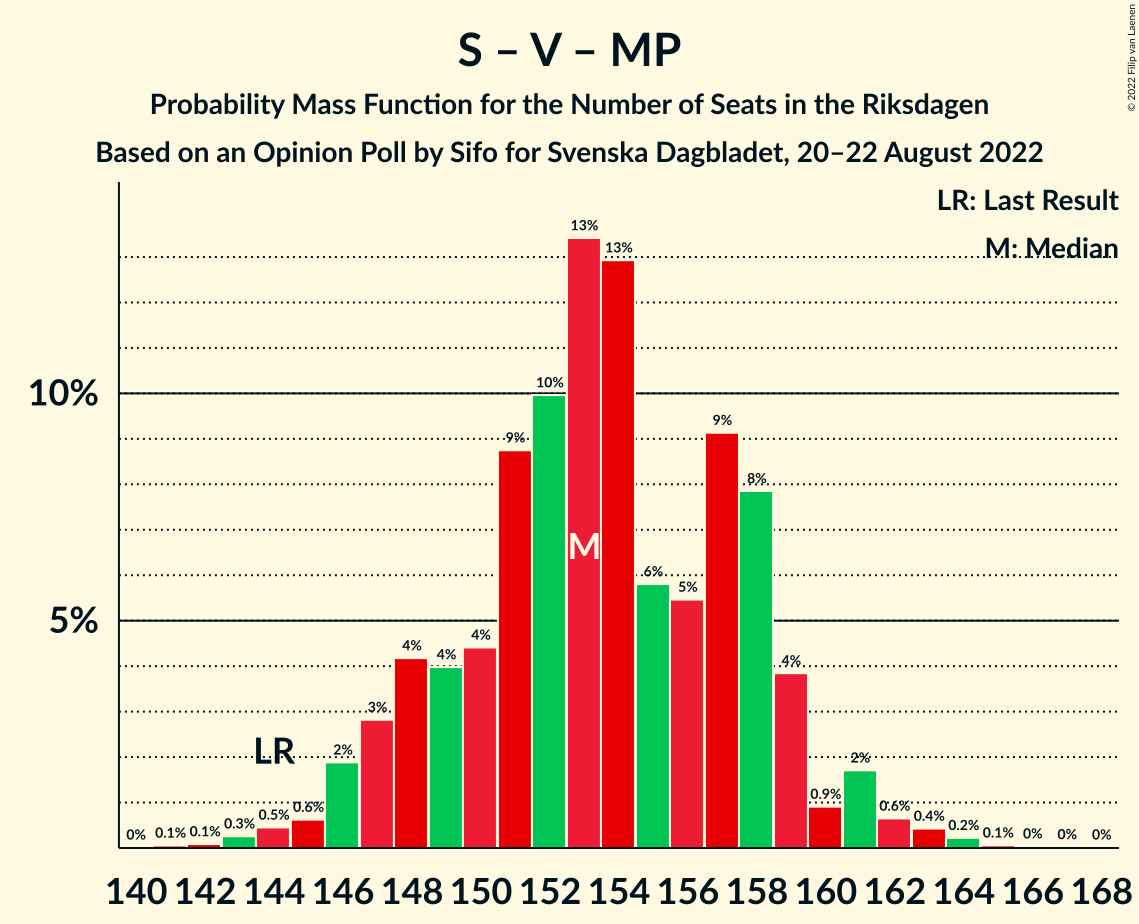 S – V – MP
Probability Mass Function for the Number of Seats in the Riksdagen
Based on an Opinion Poll by Sifo for Svenska Dagbladet, 20–22 August 2022
© 2022 Filip van Laenen
LR: Last Result
M: Median
10%
5%
0% 0.1% 0.1% 0.3% 0.5% 0.6% 2% 3% 4% 4% 4% 9% 10% 13% 13% 6% 5% 9% 8% 4% 0.9% 2% 0.6% 0.4% 0.2% 0.1% 0% 0% 0%
LR
M
140 142 144 146 148 150 152 154 156 158 160 162 164 166 168